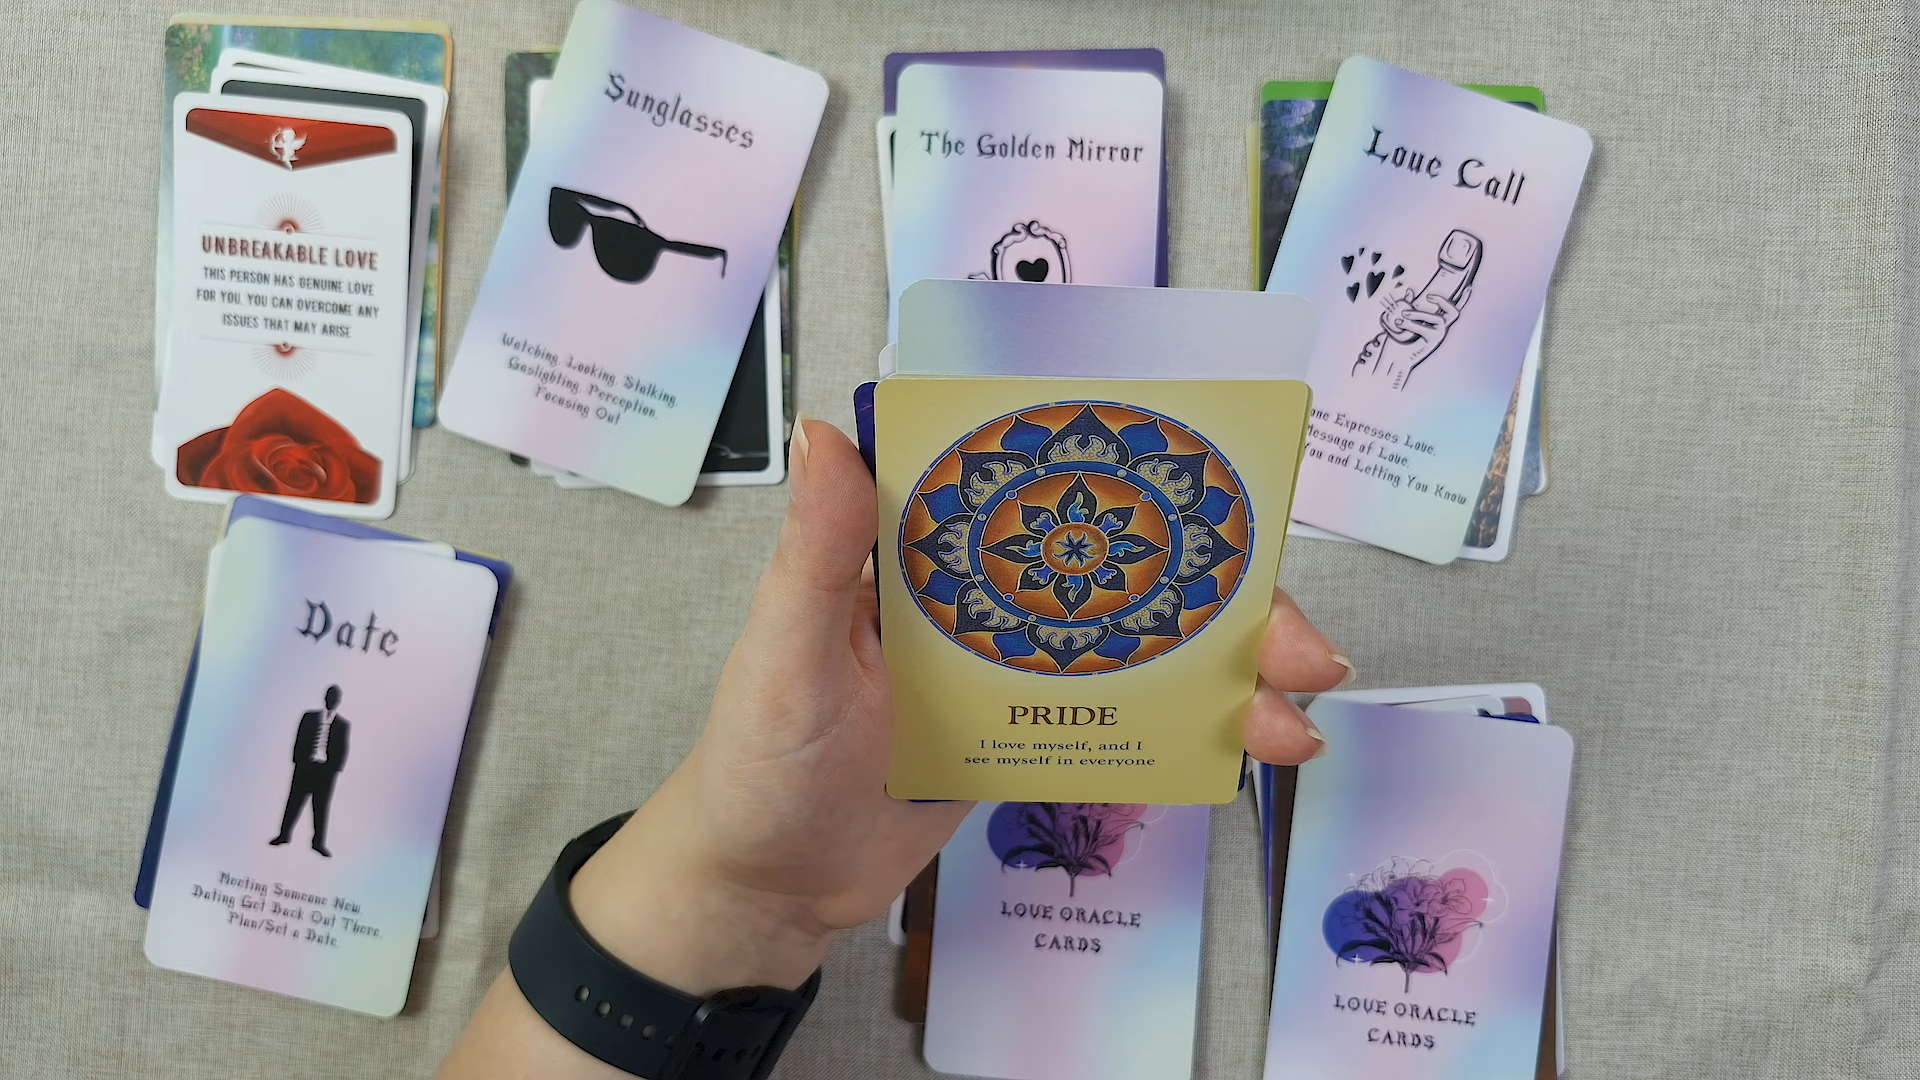 UNBREAKABLE LOVE
THIS PERSON HAS GENUINE LOVE
FOR YOU. YOU CAN OVERCOME ANY
ISSUES THAT MAY ARISE
Sunglasses
Watching. Looking. Stalking.
Gaslighting. Perception.
Focusing Out
The Golden Mirror
Love Call
one Expresses Love.
Message of Love.
You and Letting You Know
Date
Meeting Someone New.
Dating Get Back Out There.
Plan/Set a Date.
PRIDE
I love myself, and I
see myself in everyone
LOVE ORACLE
CARDS
LOVE ORACLE
CARDS